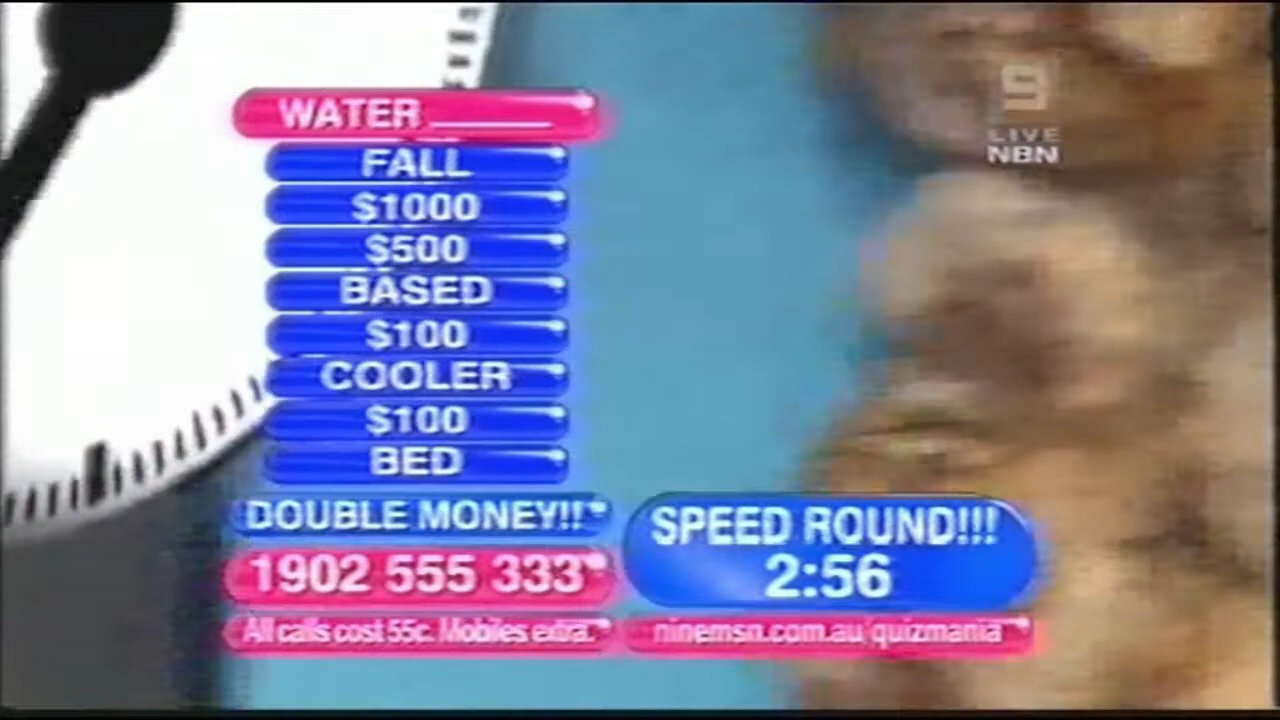 WATER ______
FALL
$1000
$500
BASED
$100
COOLER
$100
BED
DOUBLE MONEY!!
1902 555 333
All calls cost 55c. Mobiles extra.
SPEED ROUND!!!
2:56
ninemsn.com.au/quizmania
9
LIVE
NBN